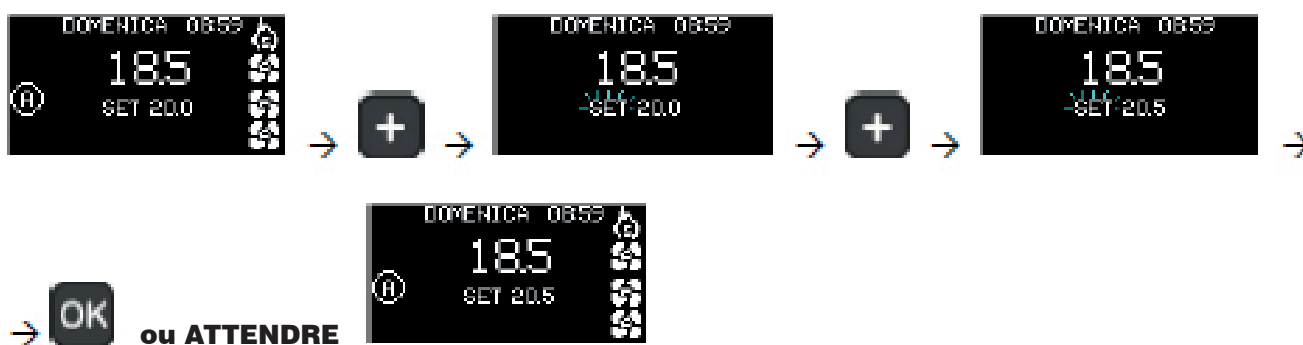 DOMENICA 08:59
18.5
A
SET 20.0
→ + →
DOMENICA 08:59
18.5
SET 20.0
→ + →
DOMENICA 08:59
18.5
SET 20.5
→
→ OK ou ATTENDRE
DOMENICA 08:59
18.5
A
SET 20.5